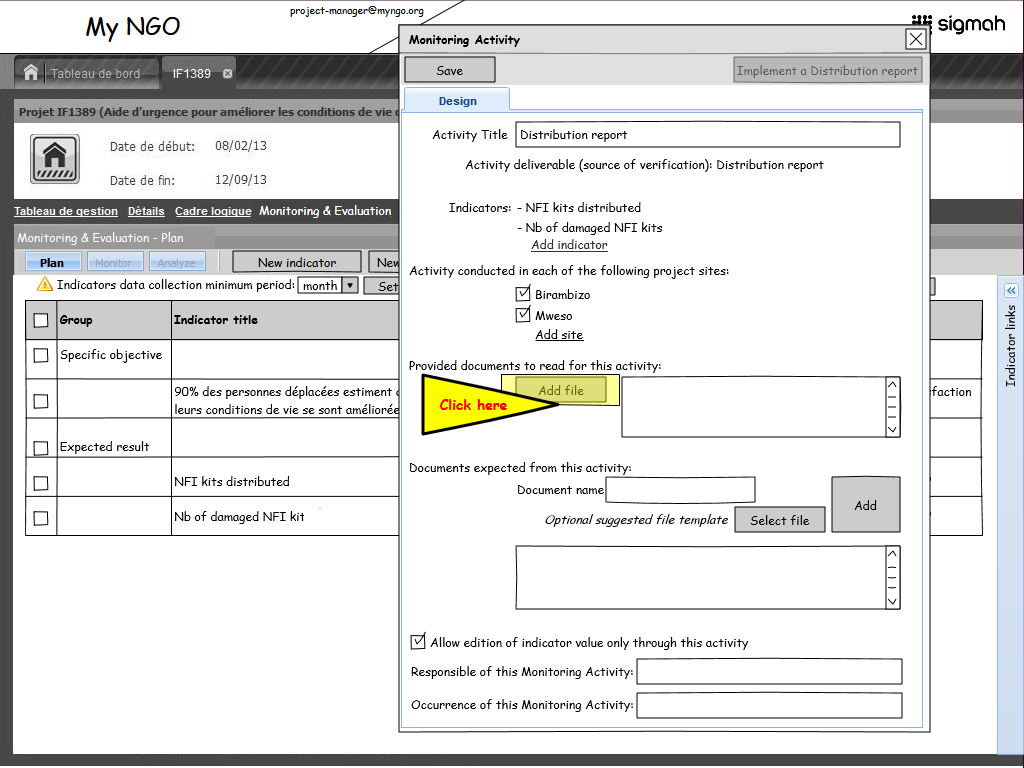 project-manager@myngo.org
My NGO
sigmah
Tableau de bord
IF1389
Projet IF1389 (Aide d'urgence pour améliorer les conditions de vie
Date de début: 08/02/13
Date de fin: 12/09/13
Tableau de gestion Détails Cadre logique Monitoring & Evaluation
Monitoring & Evaluation - Plan
Plan Monitor Analyze New indicator New
Indicators data collection minimum period: month Set
Group Indicator title
Specific objective
90% des personnes déplacées estiment
leurs conditions de vie se sont améliorée
faction
Expected result
NFI kits distributed
Nb of damaged NFI kit
Indicator links
Monitoring Activity
Save Implement a Distribution report
Design
Activity Title Distribution report
Activity deliverable (source of verification): Distribution report
Indicators: - NFI kits distributed
- Nb of damaged NFI kits
Add indicator
Activity conducted in each of the following project sites:
Birambizo
Mweso
Add site
Provided documents to read for this activity:
Add file
Click here
Documents expected from this activity:
Document name
Add
Optional suggested file template Select file
Allow edition of indicator value only through this activity
Responsible of this Monitoring Activity:
Occurrence of this Monitoring Activity: